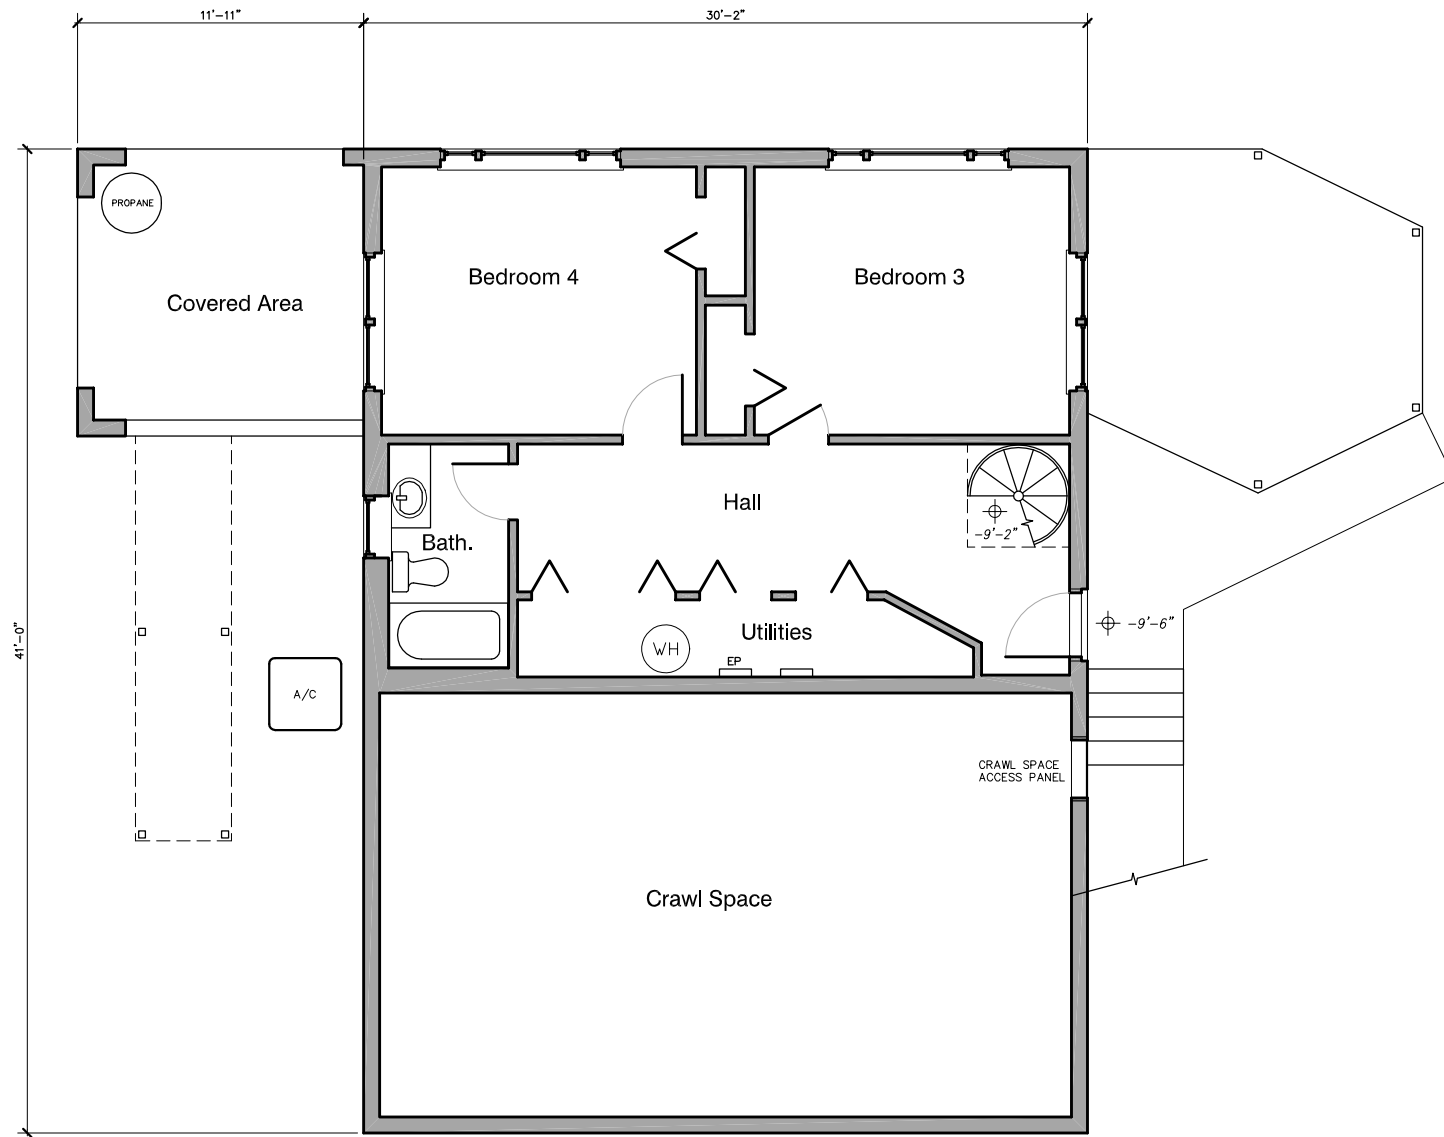 11'-11"
30'-2"
PROPANE
Bedroom 4
Bedroom 3
Covered Area
Hall
-9'-2"
Bath.
-9'-6"
Utilities
41'-0"
WH
EP
A/C
CRAWL SPACE
ACCESS PANEL
Crawl Space